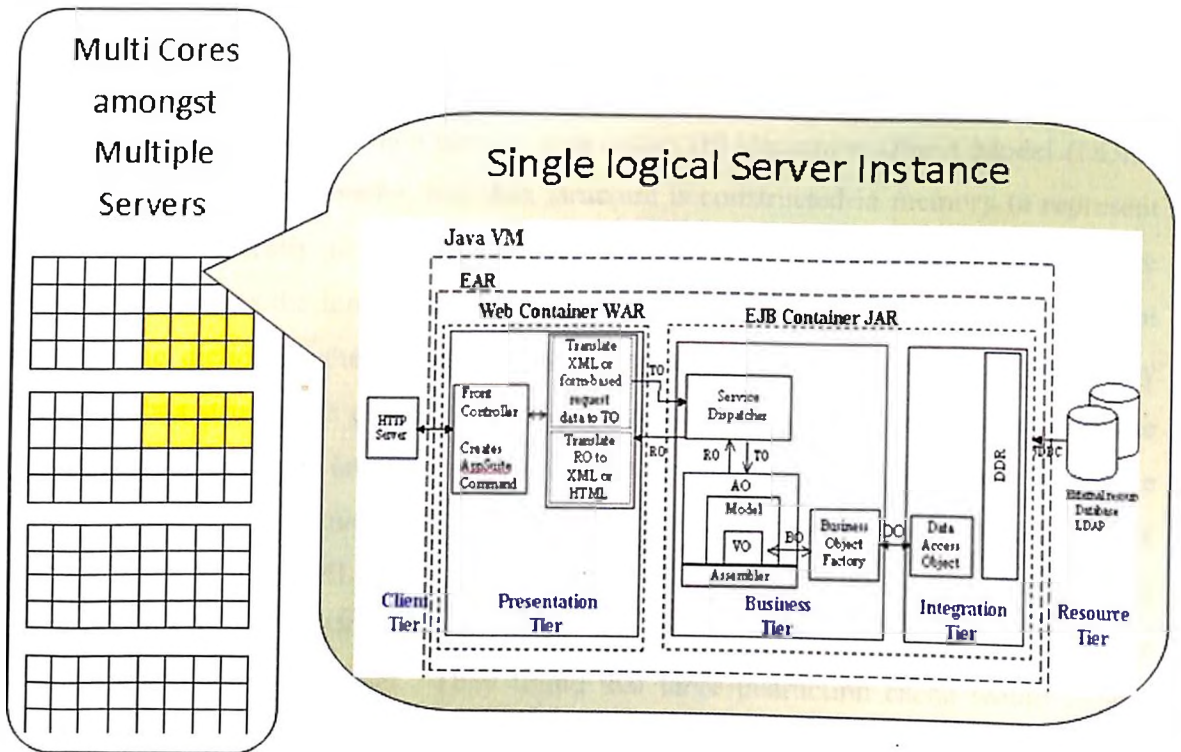 Multi Cores
amongst
Multiple
Servers
Single logical Server Instance
Java VM
EAR
Web Container WAR
EJB Container JAR
HTTP
Server
Front
Controller
Creates
AppSuite
Command
Translate
XML or
form-based
request
data to TO
Translate
RO to
XML or
HTML
TO
RO
Service
Dispatcher
RO
TO
AO
Model
VO
Assembler
BO
Business
Object
Factory
DO
Data
Access
Object
DDR
Database
LDAP
Client
Tier
Presentation
Tier
Business
Tier
Integration
Tier
Resource
Tier